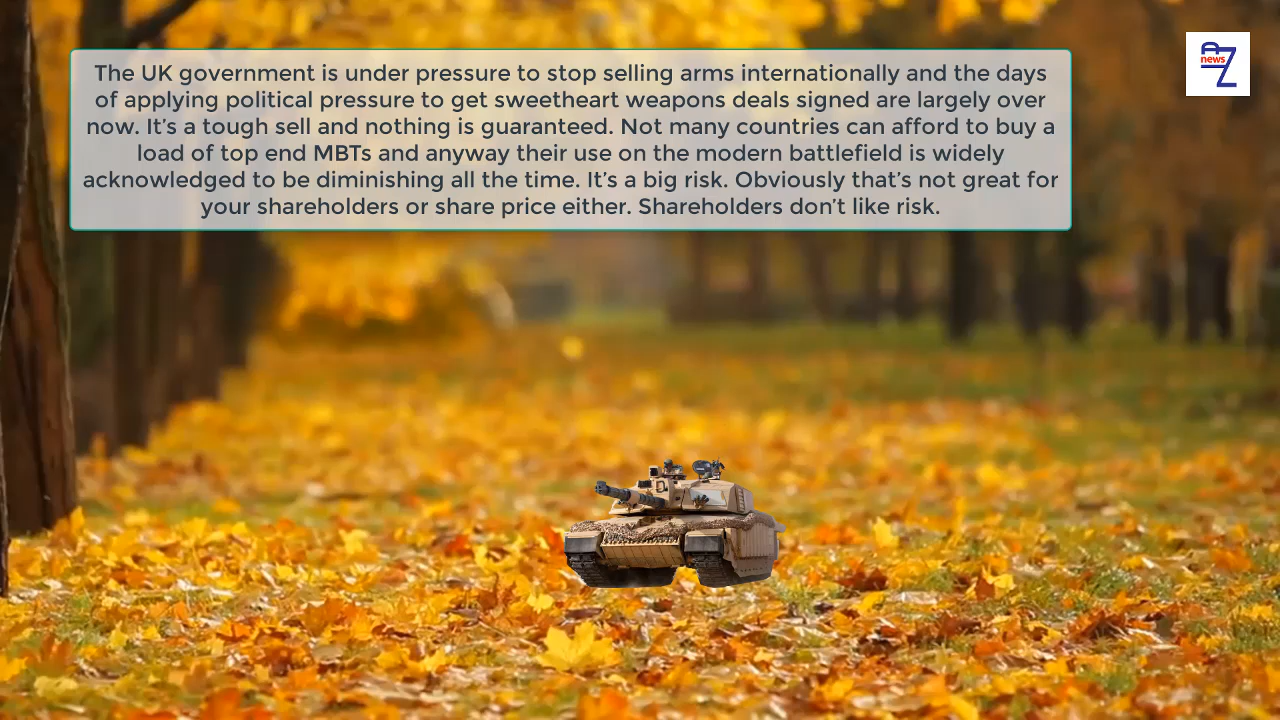 The UK government is under pressure to stop selling arms internationally and the days
of applying political pressure to get sweetheart weapons deals signed are largely over
now. It’s a tough sell and nothing is guaranteed. Not many countries can afford to buy a
load of top end MBTs and anyway their use on the modern battlefield is widely
acknowledged to be diminishing all the time. It’s a big risk. Obviously that’s not great for
your shareholders or share price either. Shareholders don’t like risk.
A
news
Z